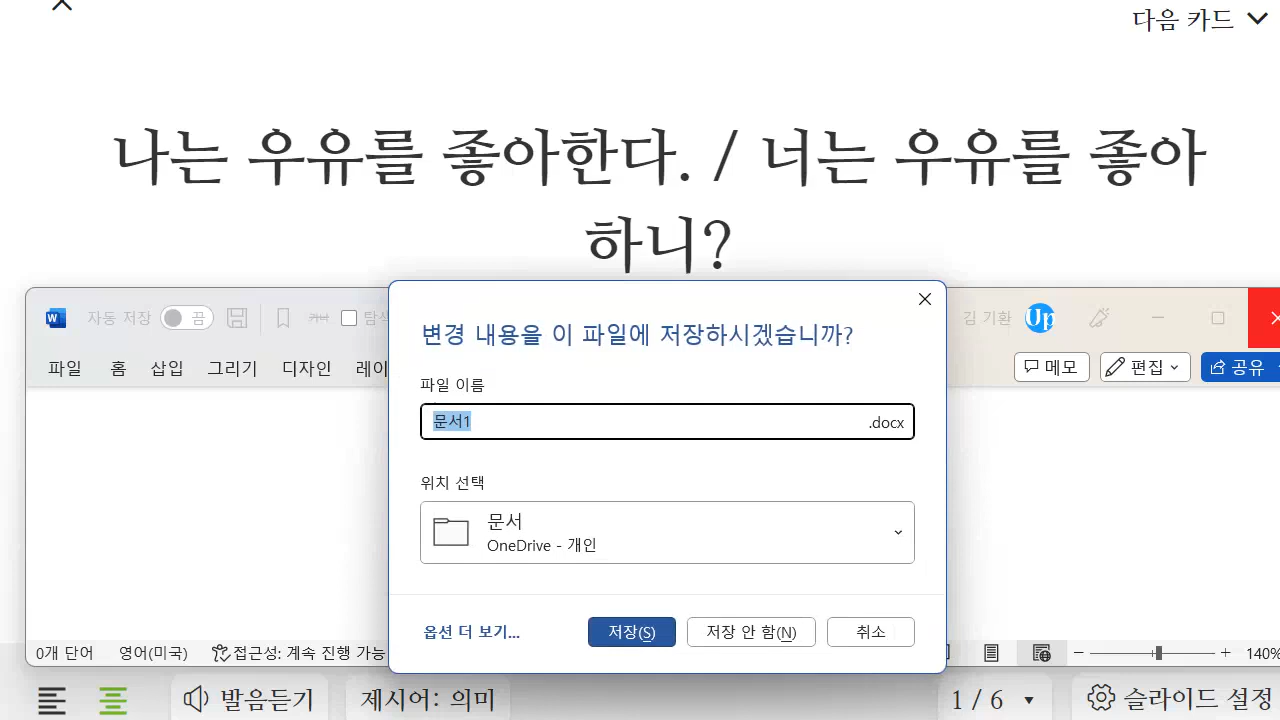 다음 카드
나는 우유를 좋아한다. / 너는 우유를 좋아
하니?
자동 저장 끔
탐색
김 기환 Up
파일 홈 삽입 그리기 디자인 레이
메모 편집 공유
변경 내용을 이 파일에 저장하시겠습니까?
파일 이름
문서1 .docx
위치 선택
문서
OneDrive - 개인
옵션 더 보기... 저장(S) 저장 안 함(N) 취소
0개 단어 영어(미국) 접근성: 계속 진행 가능 140%
발음듣기 제시어: 의미 1 / 6 슬라이드 설정